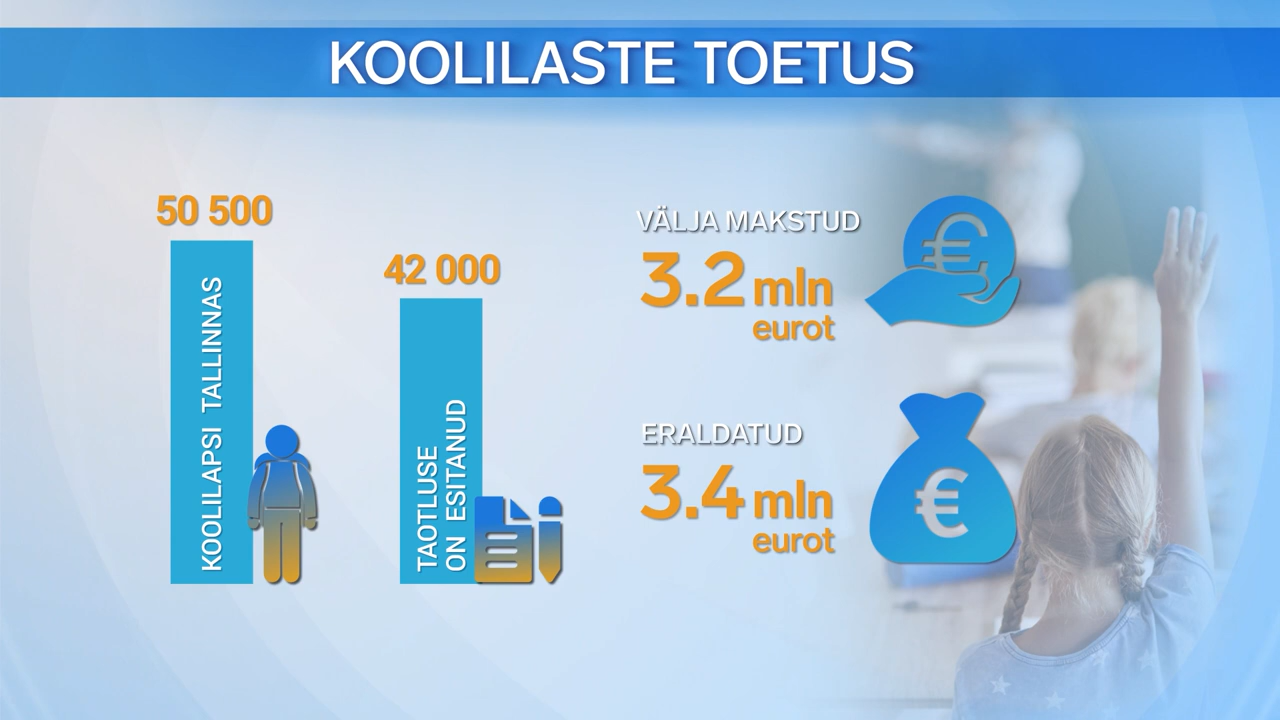 KOOLILASTE TOETUS
50 500
KOOLILAPSI TALLINNAS
42 000
TAOTLUSE
ON ESITANUD
VÄLJA MAKSTUD
3.2 mln
eurot
€
ERALDATUD
3.4 mln
eurot
€